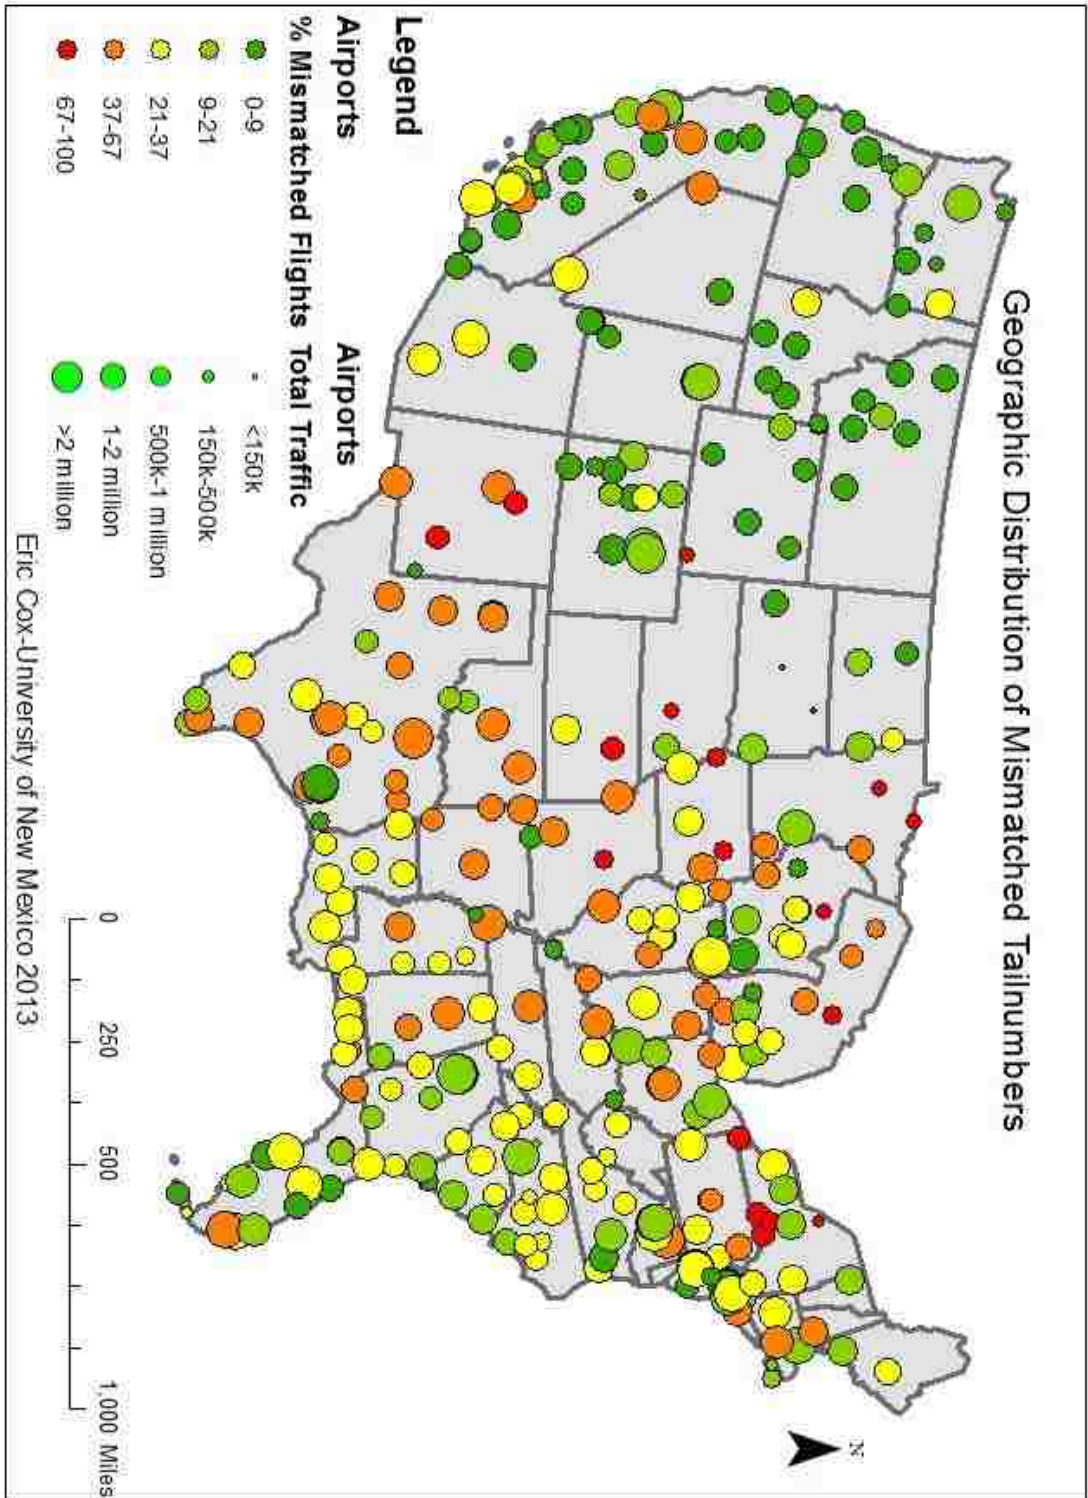 Geographic Distribution of Mismatched Tailnumbers
N
Legend
Airports
% Mismatched Flights
0-9
9-21
21-37
37-67
67-100
Airports
Total Traffic
<150k
150k-500k
500k-1 million
1-2 million
>2 million
0 250 500 1,000 Miles
Eric Cox-University of New Mexico 2013